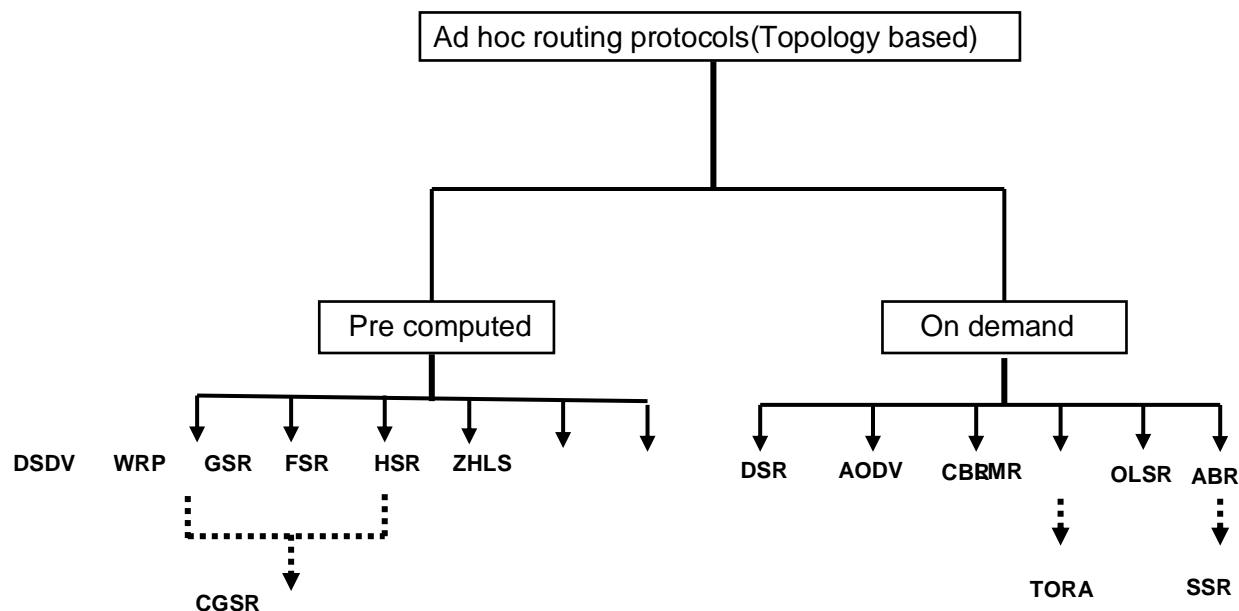 Ad hoc routing protocols(Topology based)
Pre computed
On demand
DSDV WRP GSR FSR HSR ZHLS
DSR AODV CBR LMR OLSR ABR
CGSR
TORA
SSR